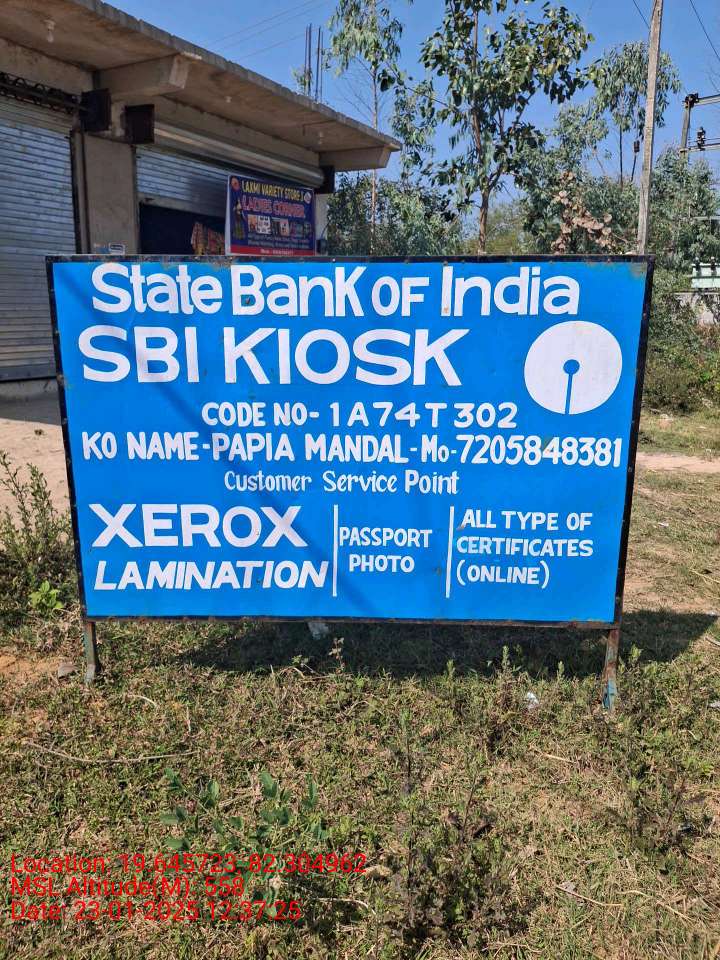 LAXMI VARIETY STORE
LADIES CORNER
State Bank of India
SBI KIOSK
CODE NO- 1A74T302
KO NAME-PAPIA MANDAL-Mo-7205848381
Customer Service Point
XEROX
LAMINATION
PASSPORT
PHOTO
ALL TYPE OF
CERTIFICATES
(ONLINE)
Location: 19.645723, 82.304962
MSL Altitude(M), 558
Date: 23-01-2025 12:37:25